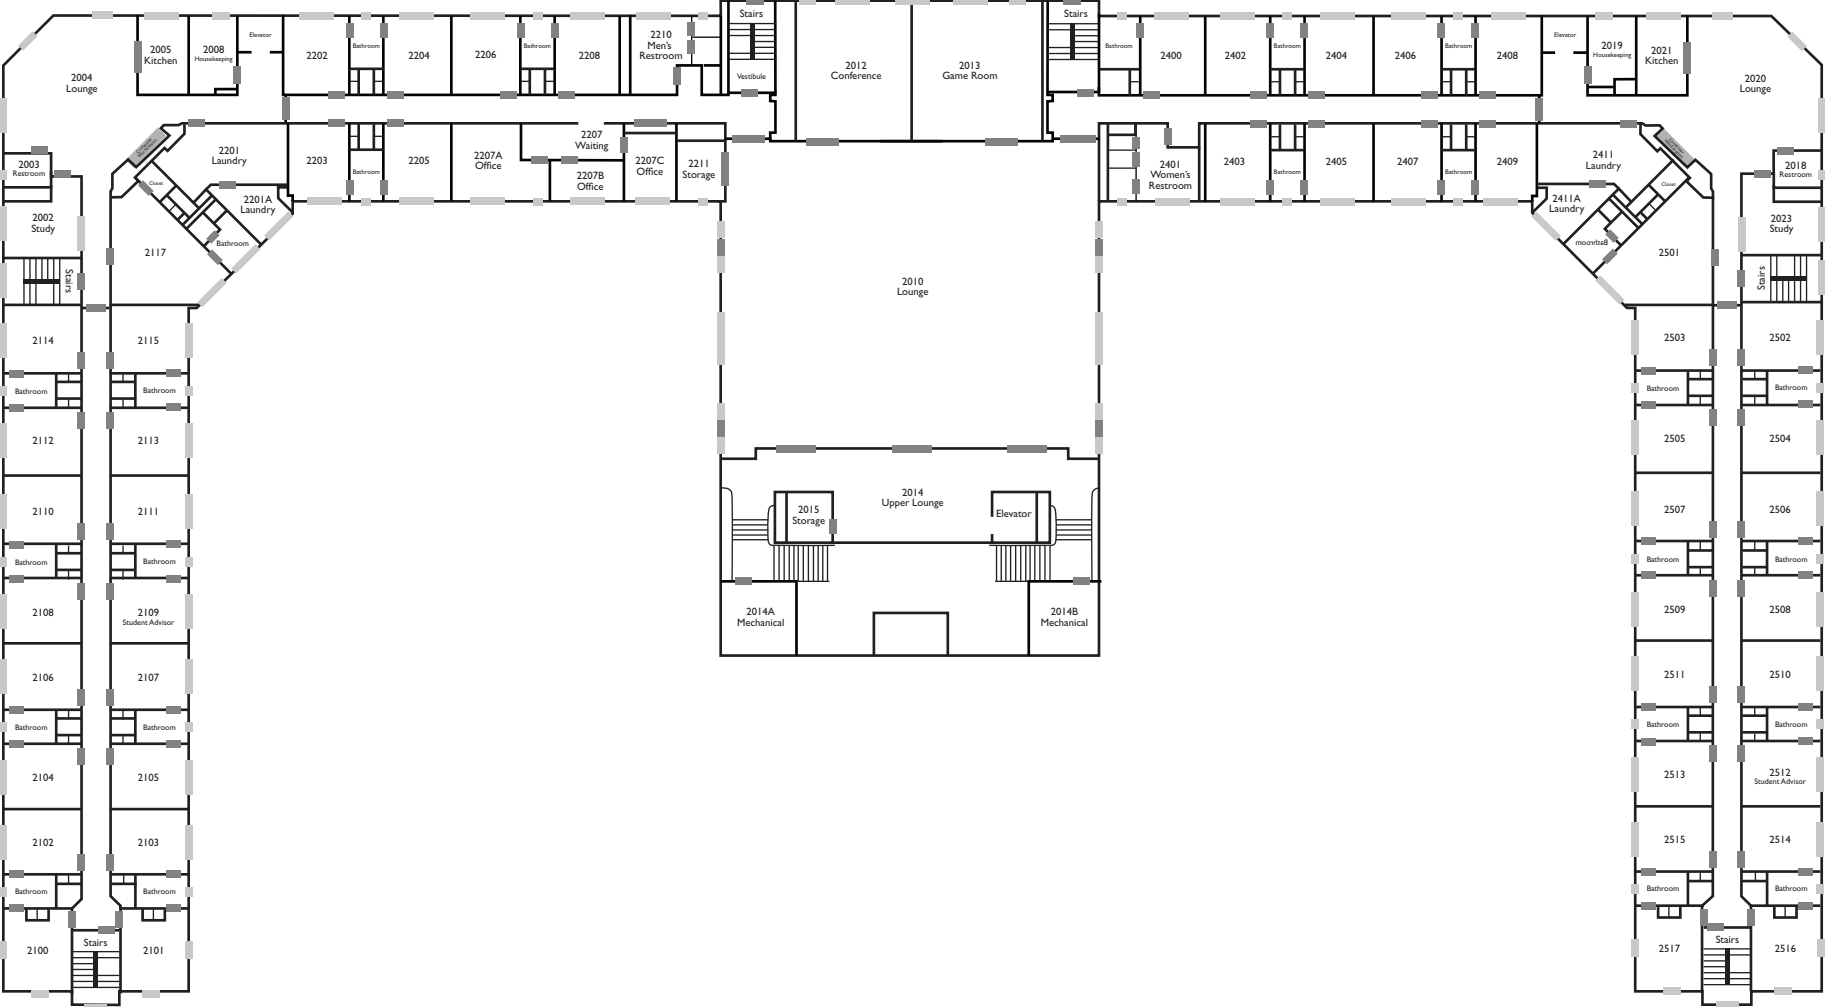 Stairs
Stairs
2005
Kitchen
2008
Housekeeping
Elevator
2202
Bathroom
2204
2206
Bathroom
2208
2210
Men's
Restroom
Vestibule
2012
Conference
2013
Game Room
Bathroom
2400
2402
Bathroom
2404
2406
Bathroom
2408
Elevator
2019
Housekeeping
2021
Kitchen
2004
Lounge
2020
Lounge
2003
Restroom
2201
Laundry
2203
Bathroom
2205
2207A
Office
2207
Waiting
2207B
Office
2207C
Office
2211
Storage
2401
Women's
Restroom
2403
Bathroom
2405
2407
Bathroom
2409
2411
Laundry
2018
Restroom
Closet
2201A
Laundry
2411A
Laundry
Closet
2002
Study
2117
Bathroom
Bathroom
2501
2023
Study
Stairs
Stairs
2010
Lounge
2114
2115
2503
2502
Bathroom
Bathroom
Bathroom
Bathroom
2112
2113
2505
2504
2110
2111
2014
Upper Lounge
2015
Storage
Elevator
2507
2506
Bathroom
Bathroom
Bathroom
Bathroom
2108
2109
Student Advisor
2014A
Mechanical
2014B
Mechanical
2509
2508
2106
2107
2511
2510
Bathroom
Bathroom
Bathroom
Bathroom
2104
2105
2513
2512
Student Advisor
2102
2103
2515
2514
Bathroom
Bathroom
Bathroom
Bathroom
2100
Stairs
2101
2517
Stairs
2516